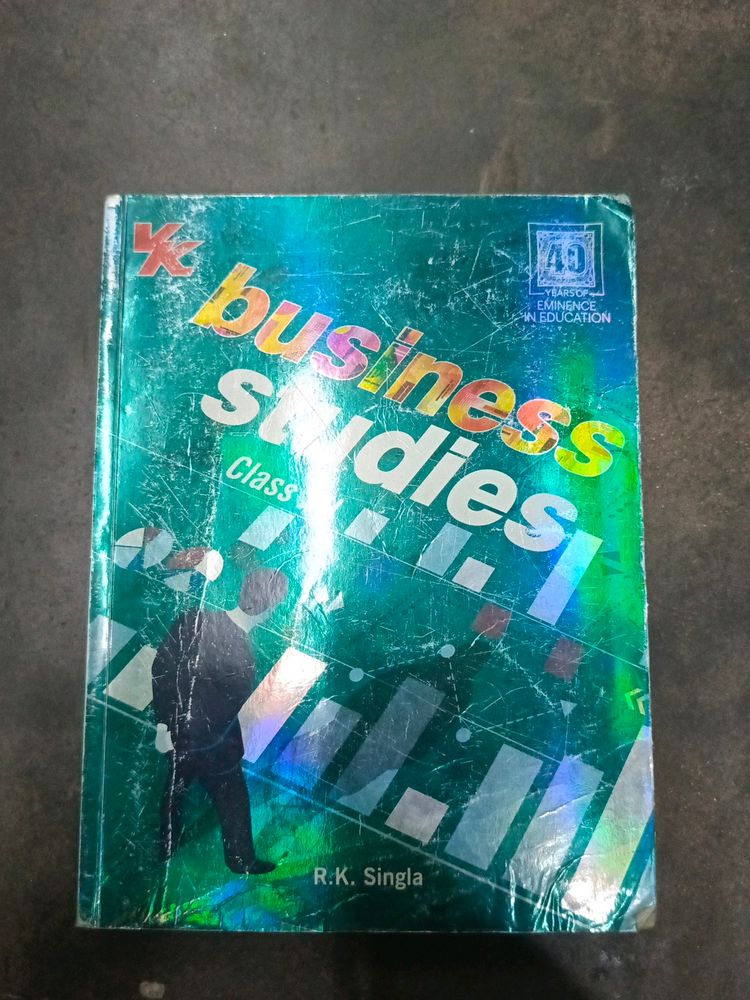 VK
40
YEARS OF
EMINENCE
IN EDUCATION
business
studies
Class
R.K. Singla